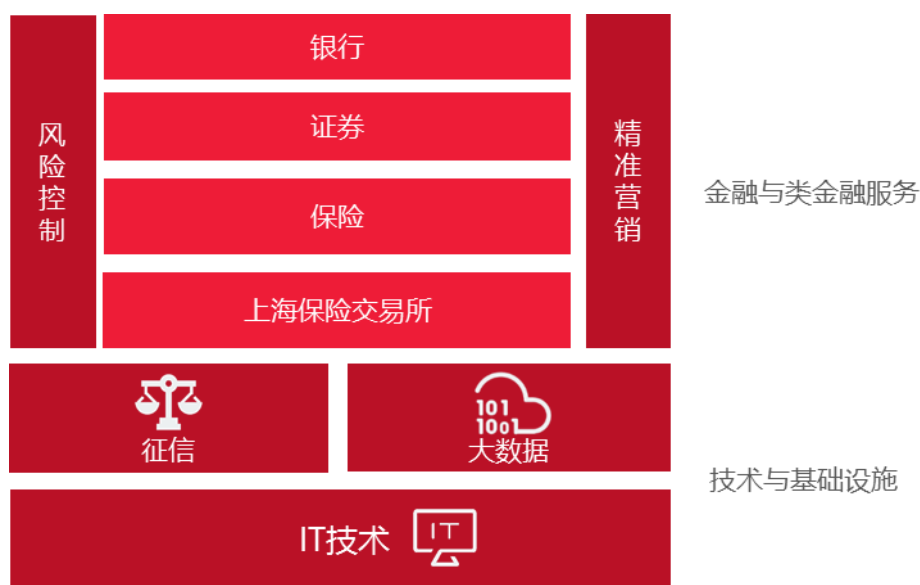 银行
证券
保险
上海保险交易所
风险控制
精准营销
金融与类金融服务
征信
101
1001
大数据
技术与基础设施
IT技术
IT